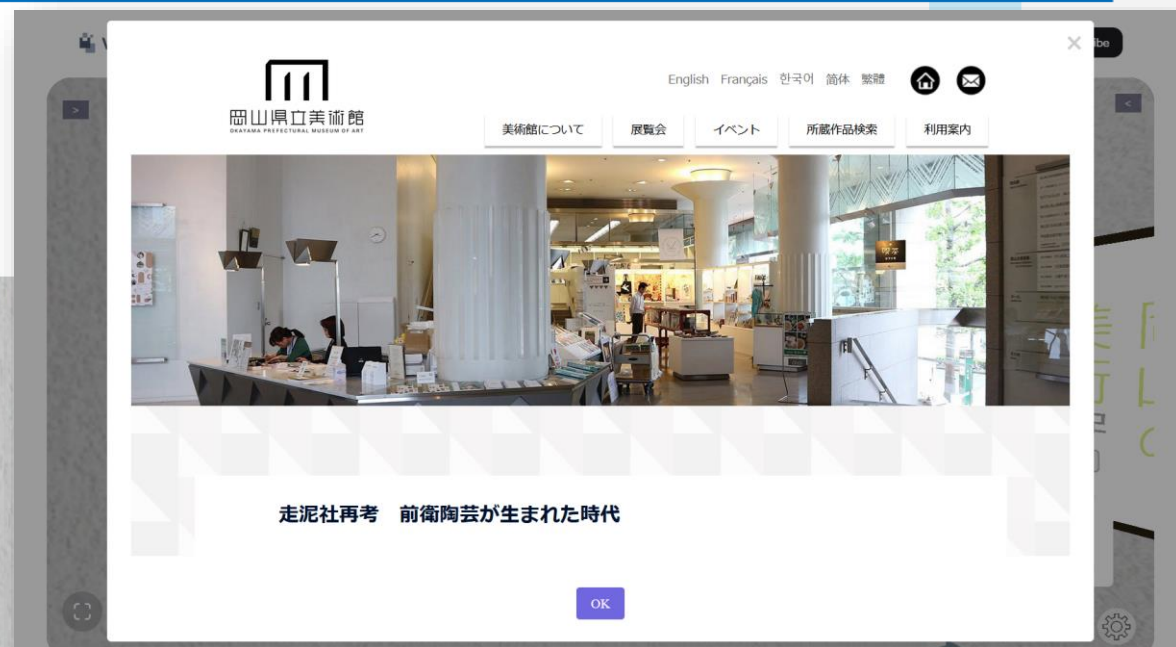 be
>
×
<
岡山県立美術館
OKAYAMA PREFECTURAL MUSEUM OF ART
English Français 한국어 简体 繁體
美術館について 展覧会 イベント 所蔵作品検索 利用案内
走泥社再考 前衛陶芸が生まれた時代
OK